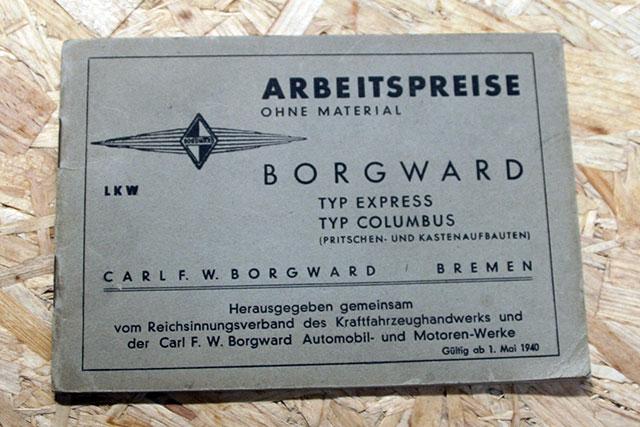 ARBEITSPREISE
OHNE MATERIAL
BORGWARD
LKW
BORGWARD
TYP EXPRESS
TYP COLUMBUS
(PRITSCHEN- UND KASTENAUFBAUTEN)
CARL F. W. BORGWARD / BREMEN
Herausgegeben gemeinsam
vom Reichsinnungsverband des Kraftfahrzeughandwerks und
der Carl F. W. Borgward Automobil- und Motoren-Werke
Gültig ab 1. Mai 1940